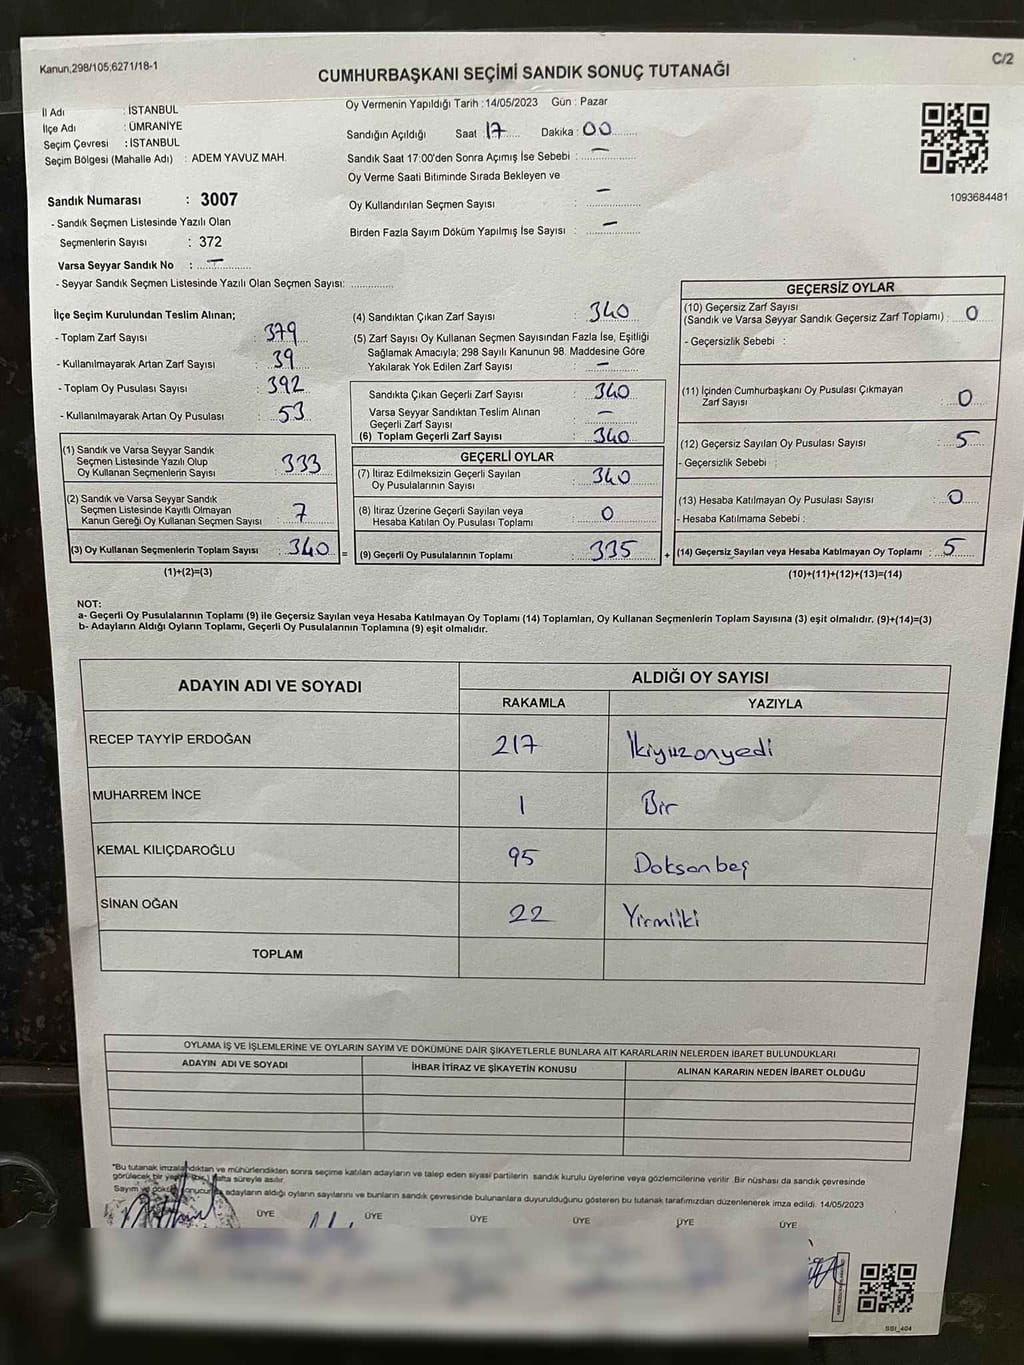 Kanun,298/105;6271/18-1
C/2
CUMHURBAŞKANI SEÇİMİ SANDIK SONUÇ TUTANAĞI
İl Adı : İSTANBUL
İlçe Adı : ÜMRANİYE
Seçim Çevresi : İSTANBUL
Seçim Bölgesi (Mahalle Adı) : ADEM YAVUZ MAH.
Oy Vermenin Yapıldığı Tarih : 14/05/2023 Gün : Pazar
Sandığın Açıldığı Saat 17 Dakika : 00
Sandık Saat 17:00'den Sonra Açımış İse Sebebi : —
Oy Verme Saati Bitiminde Sırada Bekleyen ve
Oy Kullandırılan Seçmen Sayısı : —
Birden Fazla Sayım Döküm Yapılmış İse Sayısı : —
1093684481
Sandık Numarası : 3007
- Sandık Seçmen Listesinde Yazılı Olan
Seçmenlerin Sayısı : 372
Varsa Seyyar Sandık No : —
- Seyyar Sandık Seçmen Listesinde Yazılı Olan Seçmen Sayısı: ............
İlçe Seçim Kurulundan Teslim Alınan;
- Toplam Zarf Sayısı : 379
- Kullanılmayarak Artan Zarf Sayısı : 39
- Toplam Oy Pusulası Sayısı : 392
- Kullanılmayarak Artan Oy Pusulası : 53
(1) Sandık ve Varsa Seyyar Sandık
Seçmen Listesinde Yazılı Olup
Oy Kullanan Seçmenlerin Sayısı : 333
(2) Sandık ve Varsa Seyyar Sandık
Seçmen Listesinde Kayıtlı Olmayan
Kanun Gereği Oy Kullanan Seçmen Sayısı : 7
(3) Oy Kullanan Seçmenlerin Toplam Sayısı : 340 =
(1)+(2)=(3)
(4) Sandıktan Çıkan Zarf Sayısı : 340
(5) Zarf Sayısı Oy Kullanan Seçmen Sayısından Fazla İse, Eşitliği
Sağlamak Amacıyla; 298 Sayılı Kanunun 98. Maddesine Göre
Yakılarak Yok Edilen Zarf Sayısı : —
Sandıkta Çıkan Geçerli Zarf Sayısı : 340
Varsa Seyyar Sandıktan Teslim Alınan
Geçerli Zarf Sayısı : —
(6) Toplam Geçerli Zarf Sayısı : 340
GEÇERLİ OYLAR
(7) İtiraz Edilmeksizin Geçerli Sayılan
Oy Pusulalarının Sayısı : 340
(8) İtiraz Üzerine Geçerli Sayılan veya
Hesaba Katılan Oy Pusulası Toplamı : 0
(9) Geçerli Oy Pusulalarının Toplamı : 335 +
GEÇERSİZ OYLAR
(10) Geçersiz Zarf Sayısı
(Sandık ve Varsa Seyyar Sandık Geçersiz Zarf Toplamı) : 0
- Geçersizlik Sebebi :
(11) İçinden Cumhurbaşkanı Oy Pusulası Çıkmayan
Zarf Sayısı : 0
(12) Geçersiz Sayılan Oy Pusulası Sayısı : 5
- Geçersizlik Sebebi :
(13) Hesaba Katılmayan Oy Pusulası Sayısı : 0
- Hesaba Katılmama Sebebi :
(14) Geçersiz Sayılan veya Hesaba Katılmayan Oy Toplamı : 5
(10)+(11)+(12)+(13)=(14)
NOT:
a- Geçerli Oy Pusulalarının Toplamı (9) ile Geçersiz Sayılan veya Hesaba Katılmayan Oy Toplamı (14) Toplamları, Oy Kullanan Seçmenlerin Toplam Sayısına (3) eşit olmalıdır. (9)+(14)=(3)
b- Adayların Aldığı Oyların Toplamı, Geçerli Oy Pusulalarının Toplamına (9) eşit olmalıdır.
ADAYIN ADI VE SOYADI
ALDIĞI OY SAYISI
RAKAMLA YAZIYLA
RECEP TAYYİP ERDOĞAN 217 İkiyüzonyedi
MUHARREM İNCE 1 Bir
KEMAL KILIÇDAROĞLU 95 Doksanbeş
SİNAN OĞAN 22 Yirmiiki
TOPLAM
OYLAMA İŞ VE İŞLEMLERİNE VE OYLARIN SAYIM VE DÖKÜMÜNE DAİR ŞİKAYETLERLE BUNLARA AİT KARARLARIN NELERDEN İBARET BULUNDUKLARI
ADAYIN ADI VE SOYADI İHBAR İTİRAZ VE ŞİKAYETİN KONUSU ALINAN KARARIN NEDEN İBARET OLDUĞU
"Bu tutanak imzalandıktan ve mühürlendikten sonra seçime katılan adayların ve talep eden siyasi partilerin sandık kurulu üyelerine veya gözlemcilerine verilir. Bir nüshası da sandık çevresinde
görülecek bir yere (bir) hafta süreyle asılır.
Sayım ve döküm sonucunda adayların aldığı oyların sayılarını ve bunların sandık çevresinde bulunanlara duyurulduğunu gösteren bu tutanak tarafımızdan düzenlenerek imza edildi. 14/05/2023
ÜYE ÜYE ÜYE ÜYE ÜYE ÜYE
SSI_404